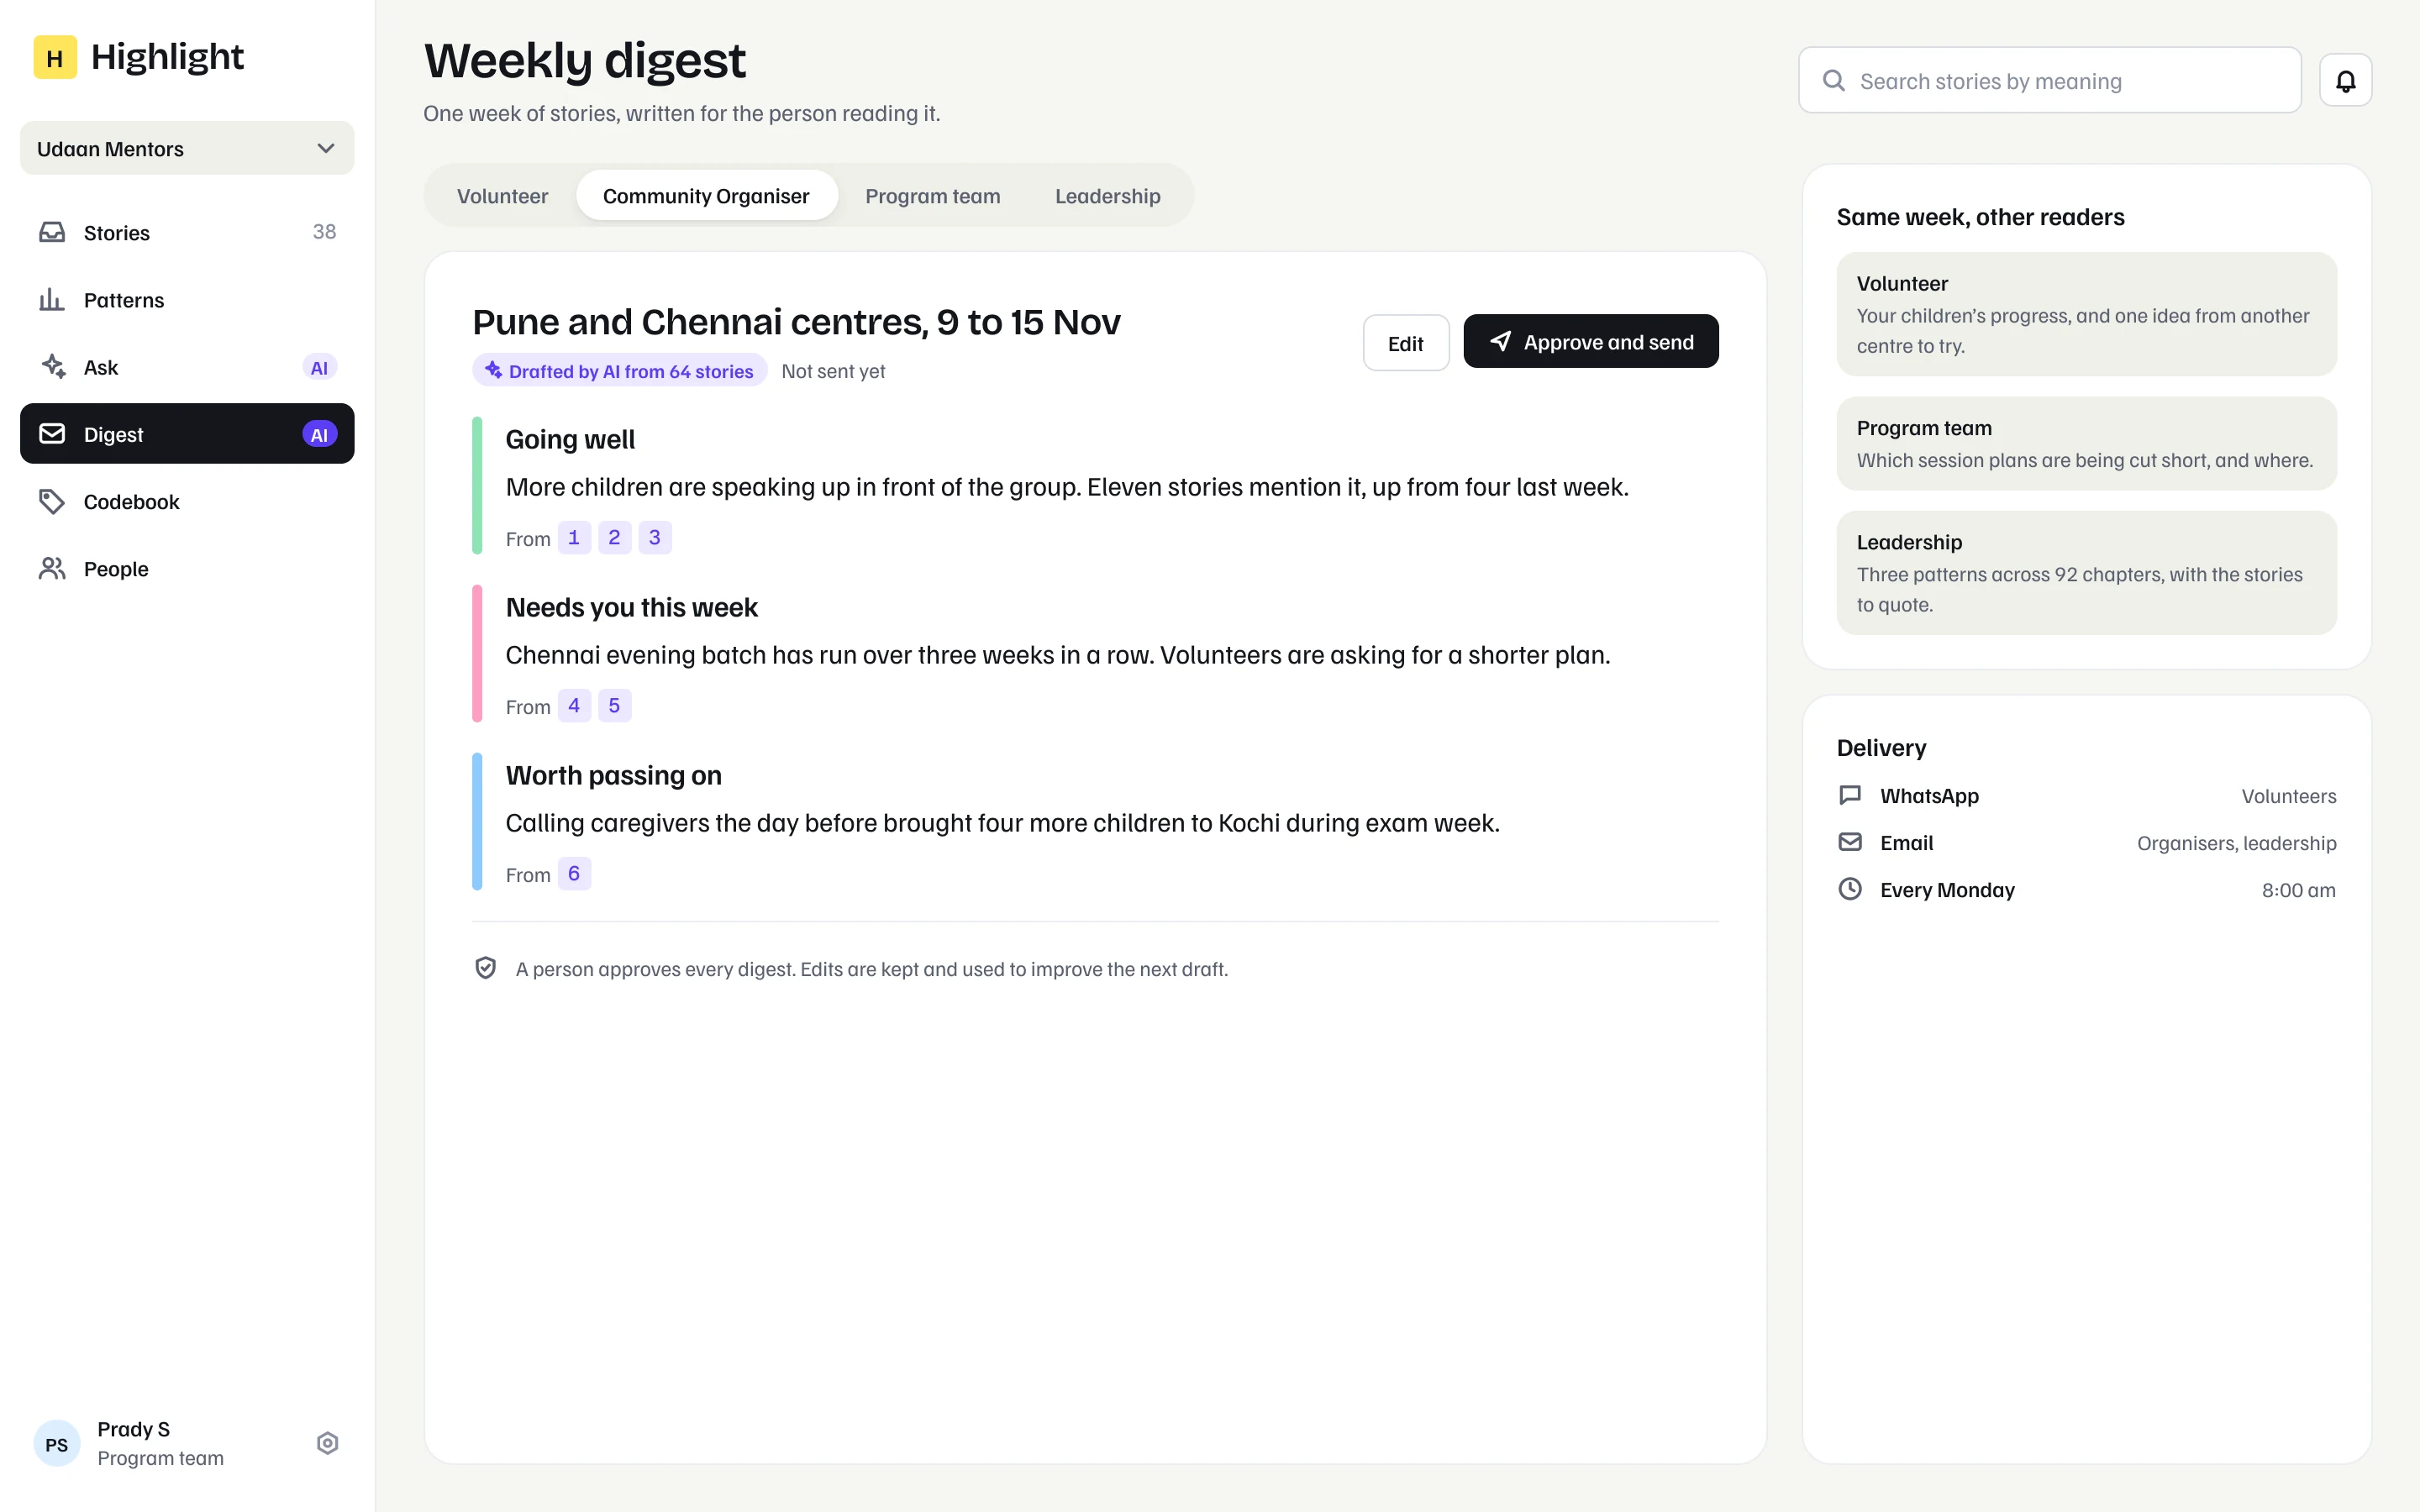 H Highlight
Udaan Mentors
Stories 38
Patterns
Ask AI
Digest AI
Codebook
People
PS Prady S
Program team
Weekly digest
One week of stories, written for the person reading it.
Search stories by meaning
Volunteer Community Organiser Program team Leadership
Pune and Chennai centres, 9 to 15 Nov
Drafted by AI from 64 stories Not sent yet
Edit Approve and send
Going well
More children are speaking up in front of the group. Eleven stories mention it, up from four last week.
From 1 2 3
Needs you this week
Chennai evening batch has run over three weeks in a row. Volunteers are asking for a shorter plan.
From 4 5
Worth passing on
Calling caregivers the day before brought four more children to Kochi during exam week.
From 6
A person approves every digest. Edits are kept and used to improve the next draft.
Same week, other readers
Volunteer
Your children’s progress, and one idea from another
centre to try.
Program team
Which session plans are being cut short, and where.
Leadership
Three patterns across 92 chapters, with the stories
to quote.
Delivery
WhatsApp Volunteers
Email Organisers, leadership
Every Monday 8:00 am